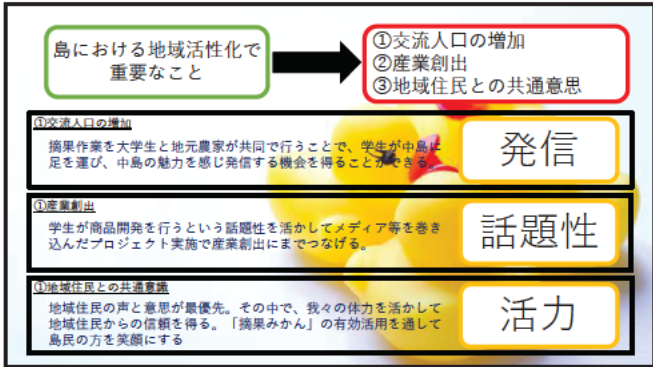 島における地域活性化で
重要なこと
①交流人口の増加
②産業創出
③地域住民との共通意思
①交流人口の増加
摘果作業を大学生と地元農家が共同で行うことで、学生が中島に
足を運び、中島の魅力を感じ発信する機会を得ることができる。
発信
①産業創出
学生が商品開発を行うという話題性を活かしてメディア等を巻き
込んだプロジェクト実施で産業創出にまでつなげる。
話題性
①地域住民との共通意識
地域住民の声と意思が最優先。その中で、我々の体力を活かして
地域住民からの信頼を得る。「摘果みかん」の有効活用を通して
島民の方を笑顔にする
活力